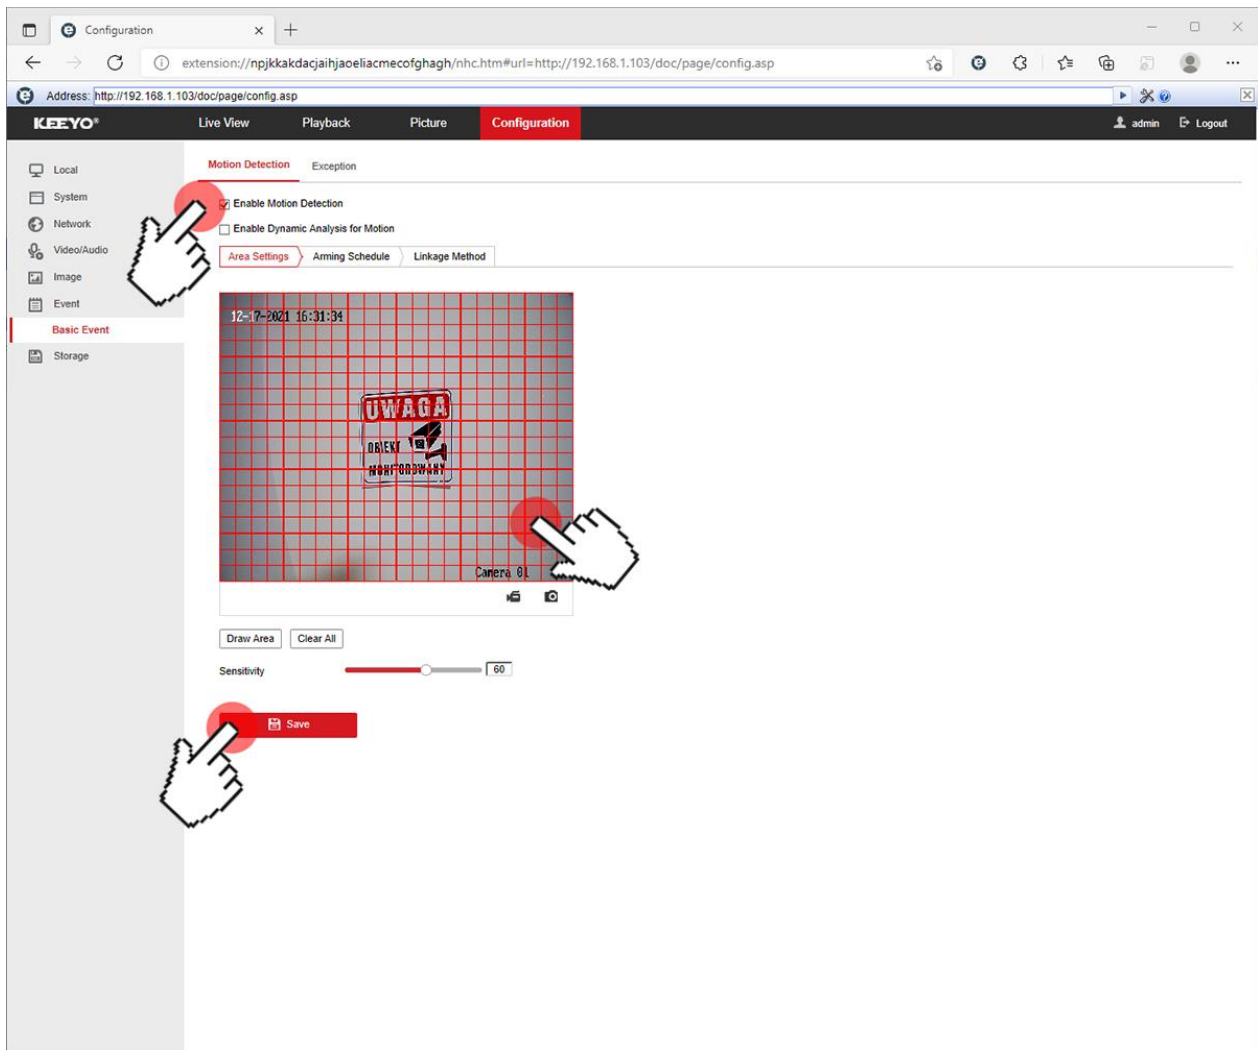 Configuration
extension://npjkkakdacjaihjaoeliacmecofghagh/nhc.htm#url=http://192.168.1.103/doc/page/config.asp
Address: http://192.168.1.103/doc/page/config.asp
KEEYO® Live View Playback Picture Configuration admin Logout
Local
System
Network
Video/Audio
Image
Event
Basic Event
Storage
Motion Detection Exception
Enable Motion Detection
Enable Dynamic Analysis for Motion
Area Settings Arming Schedule Linkage Method
12-17-2021 16:31:34
UWAGA
OBIEKT
MONITOROWANY
Camera 01
Draw Area Clear All
Sensitivity 60
Save